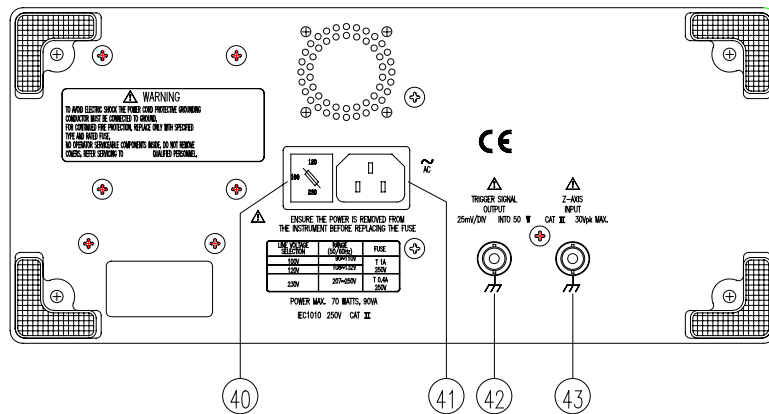 WARNING
TO AVOID ELECTRIC SHOCK THE POWER CORD PROTECTIVE GROUNDING
CONDUCTOR MUST BE CONNECTED TO GROUND.
FOR CONTINUED FIRE PROTECTION, REPLACE ONLY WITH SPECIFIED
TYPE AND RATED FUSE.
NO OPERATOR SERVICEABLE COMPONENTS INSIDE, DO NOT REMOVE
COVERS, REFER SERVICING TO QUALIFIED PERSONNEL.
120
100
230
~
AC
CE
ENSURE THE POWER IS REMOVED FROM
THE INSTRUMENT BEFORE REPLACING THE FUSE
LINE VOLTAGE SELECTION RANGE (50/60Hz) FUSE
100V 90~110V T 1A 250V
120V 108~132V
230V 207~250V T 0.4A 250V
POWER MAX. 70 WATTS, 90VA
IEC1010 250V CAT II
TRIGGER SIGNAL
OUTPUT
25mV/DIV INTO 50 W
Z-AXIS
INPUT
CAT II 30Vpk MAX.
40
41
42
43